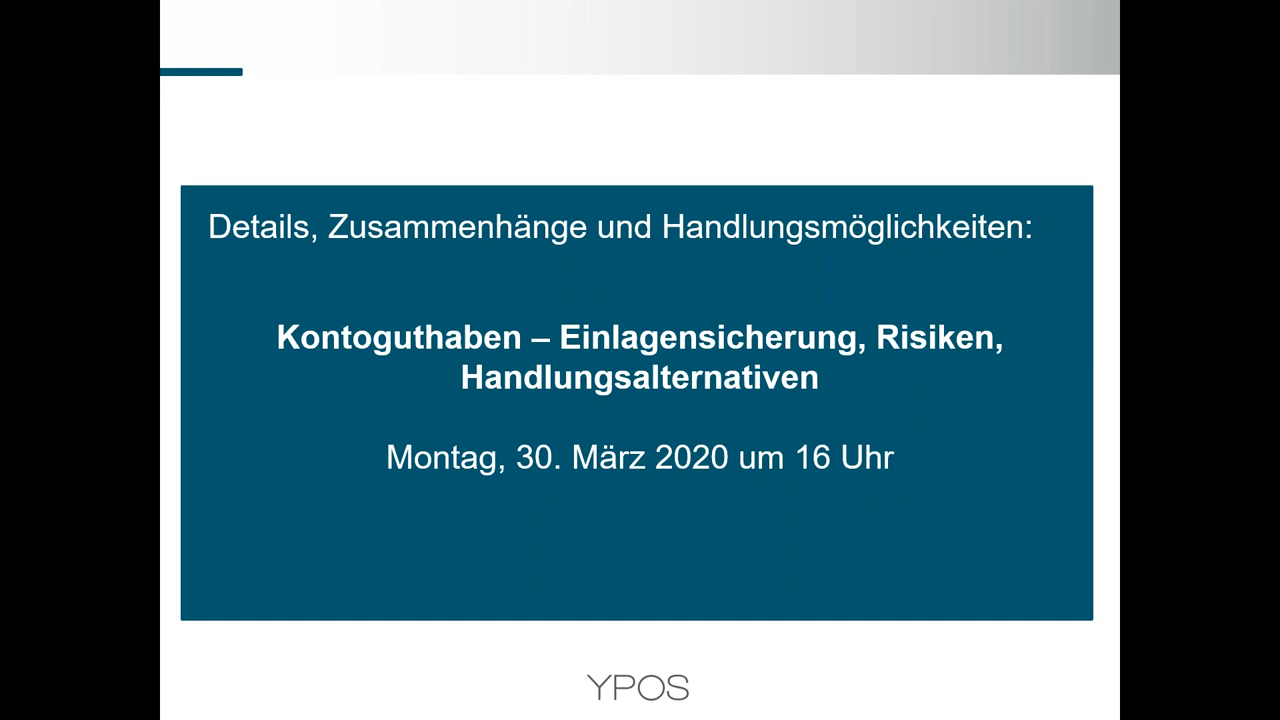 Details, Zusammenhänge und Handlungsmöglichkeiten:
Kontoguthaben – Einlagensicherung, Risiken,
Handlungsalternativen
Montag, 30. März 2020 um 16 Uhr
YPOS